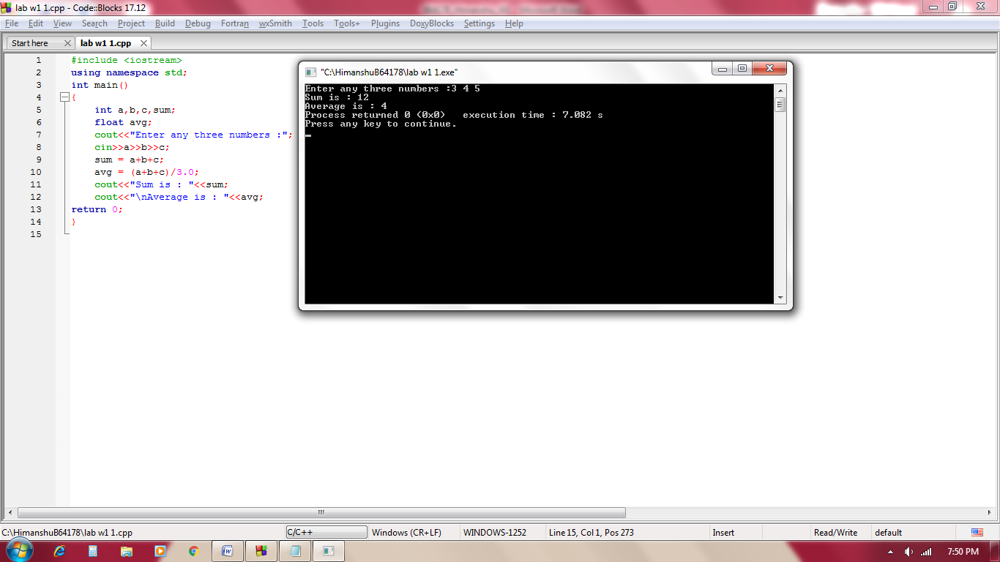 lab w1 1.cpp - Code::Blocks 17.12
File Edit View Search Project Build Debug Fortran wxSmith Tools Tools+ Plugins DoxyBlocks Settings Help
Start here lab w1 1.cpp
1 #include <iostream>
2 using namespace std;
3 int main()
4 {
5 int a,b,c,sum;
6 float avg;
7 cout<<"Enter any three numbers :";
8 cin>>a>>b>>c;
9 sum = a+b+c;
10 avg = (a+b+c)/3.0;
11 cout<<"Sum is : "<<sum;
12 cout<<"\nAverage is : "<<avg;
13 return 0;
14 }
15
"C:\HimanshuB64178\lab w1 1.exe"
Enter any three numbers :3 4 5
Sum is : 12
Average is : 4
Process returned 0 (0x0)   execution time : 7.082 s
Press any key to continue.
C:\HimanshuB64178\lab w1 1.cpp C/C++ Windows (CR+LF) WINDOWS-1252 Line 15, Col 1, Pos 273 Insert Read/Write default
7:50 PM